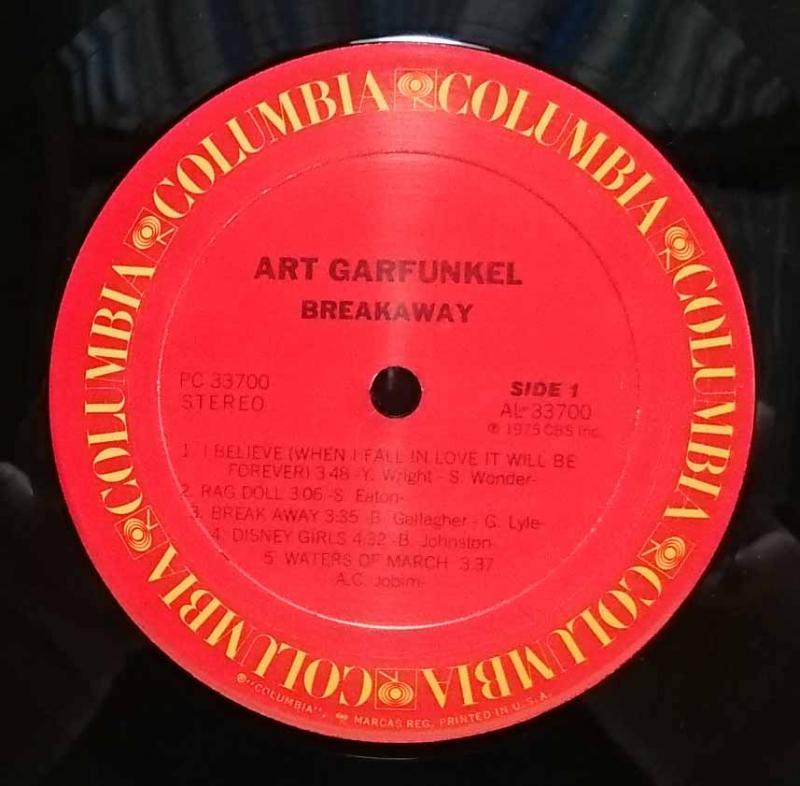 COLUMBIA COLUMBIA COLUMBIA COLUMBIA COLUMBIA COLUMBIA
ART GARFUNKEL
BREAKAWAY
PC 33700
STEREO
SIDE 1
AL-33700
℗ 1975 CBS Inc.
1. I BELIEVE (WHEN I FALL IN LOVE IT WILL BE
FOREVER) 3:48 -Y. Wright - S. Wonder-
2. RAG DOLL 3:06 -S. Eaton-
3. BREAK AWAY 3:35 -B. Gallagher - G. Lyle-
4. DISNEY GIRLS 4:32 -B. Johnston-
5. WATERS OF MARCH 3:37
-A.C. Jobim-
®"COLUMBIA", ® MARCAS REG. PRINTED IN U.S.A.